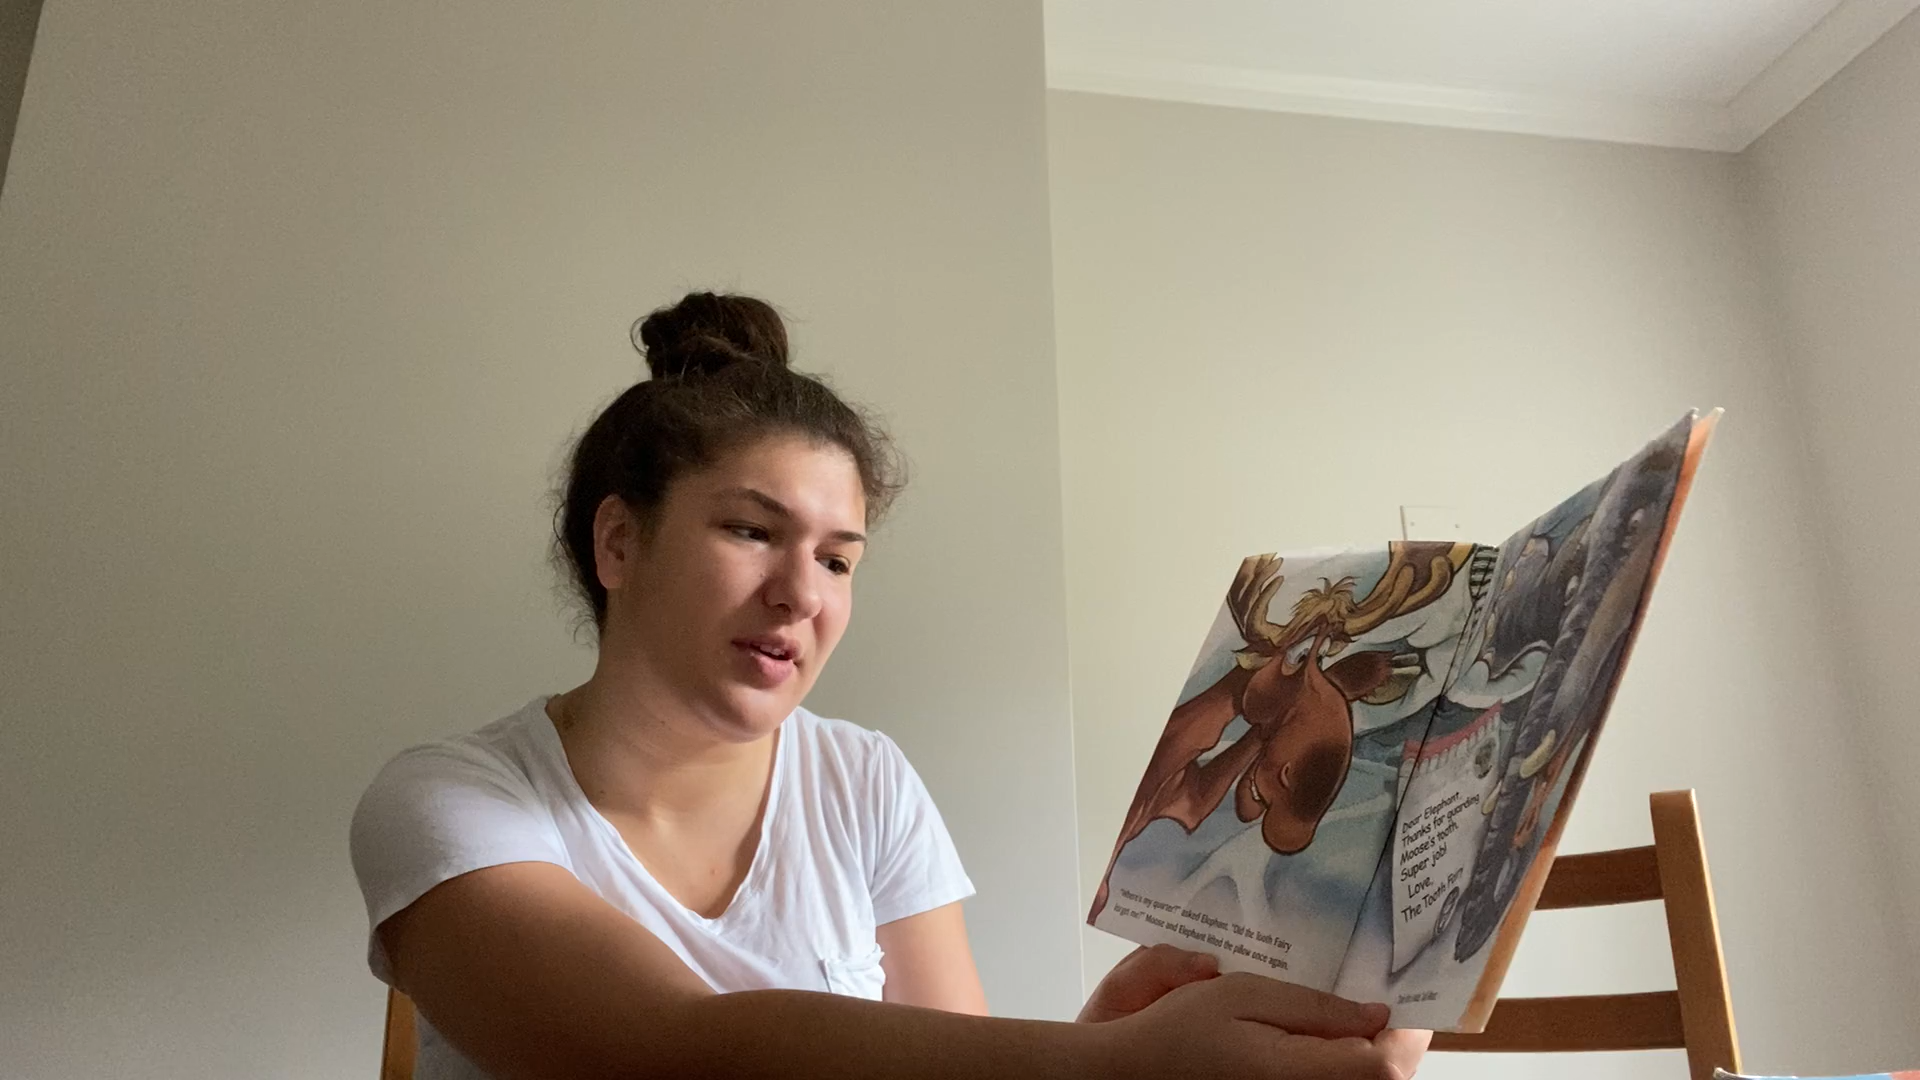 "Where's my quarter?" asked Elephant. "Did the Tooth Fairy
forget me?" Moose and Elephant lifted the pillow once again.
Dear Elephant,
Thanks for guarding
Moose's tooth.
Super job!
Love,
The Tooth Fairy